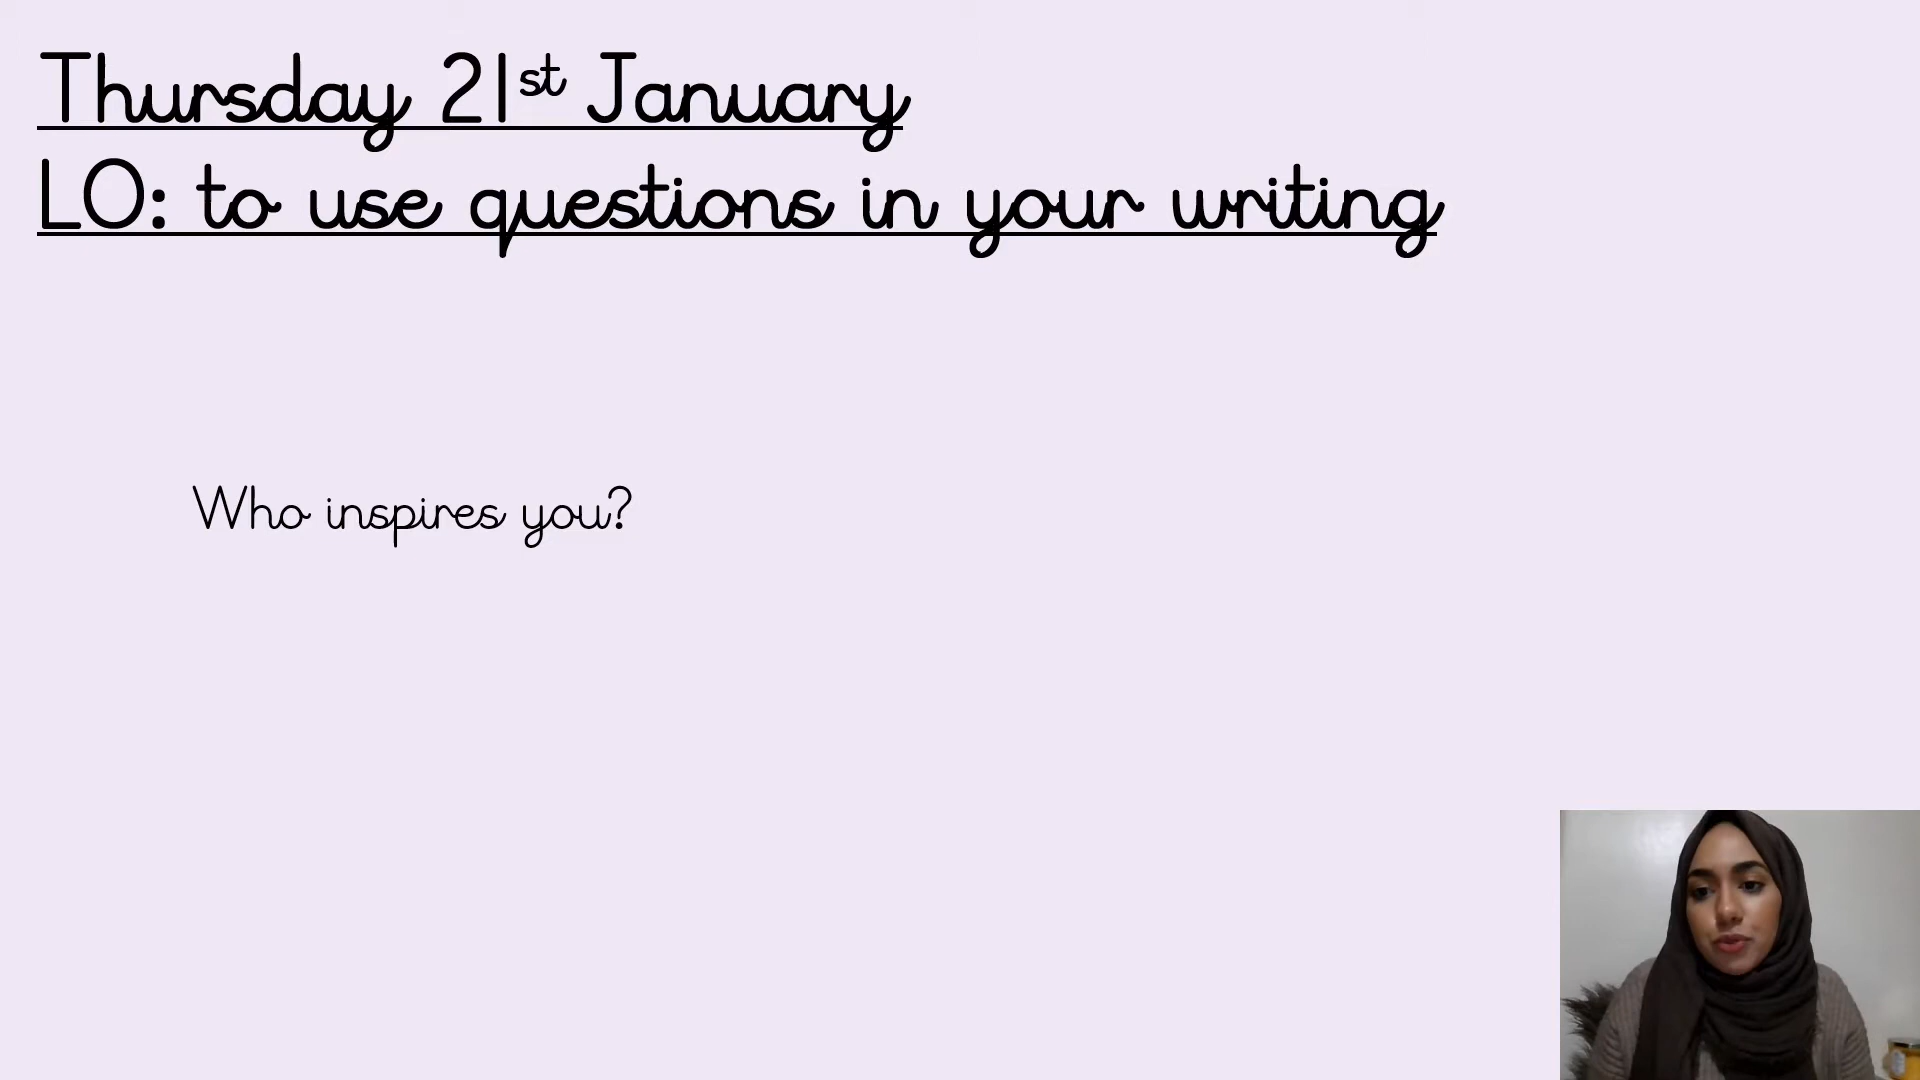 Thursday 21st January
LO: to use questions in your writing
Who inspires you?